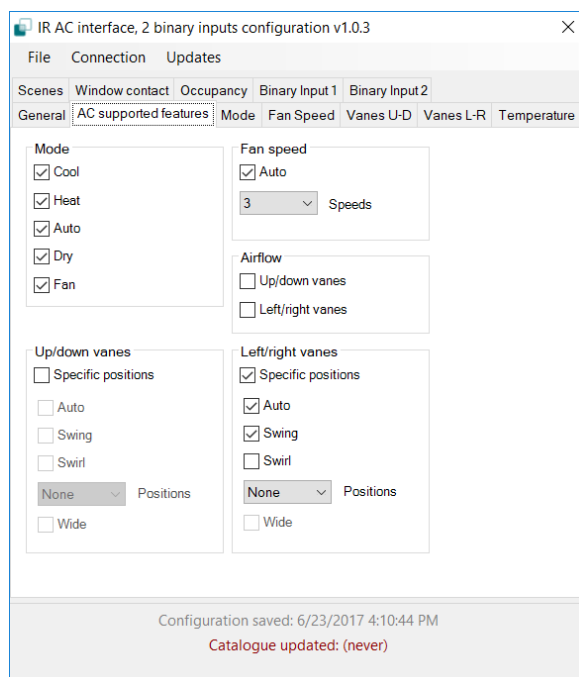 IR AC interface, 2 binary inputs configuration v1.0.3
File Connection Updates
Scenes Window contact Occupancy Binary Input 1 Binary Input 2
General AC supported features Mode Fan Speed Vanes U-D Vanes L-R Temperature
Mode
Cool
Heat
Auto
Dry
Fan
Fan speed
Auto
3 Speeds
Airflow
Up/down vanes
Left/right vanes
Up/down vanes
Specific positions
Auto
Swing
Swirl
None Positions
Wide
Left/right vanes
Specific positions
Auto
Swing
Swirl
None Positions
Wide
Configuration saved: 6/23/2017 4:10:44 PM
Catalogue updated: (never)